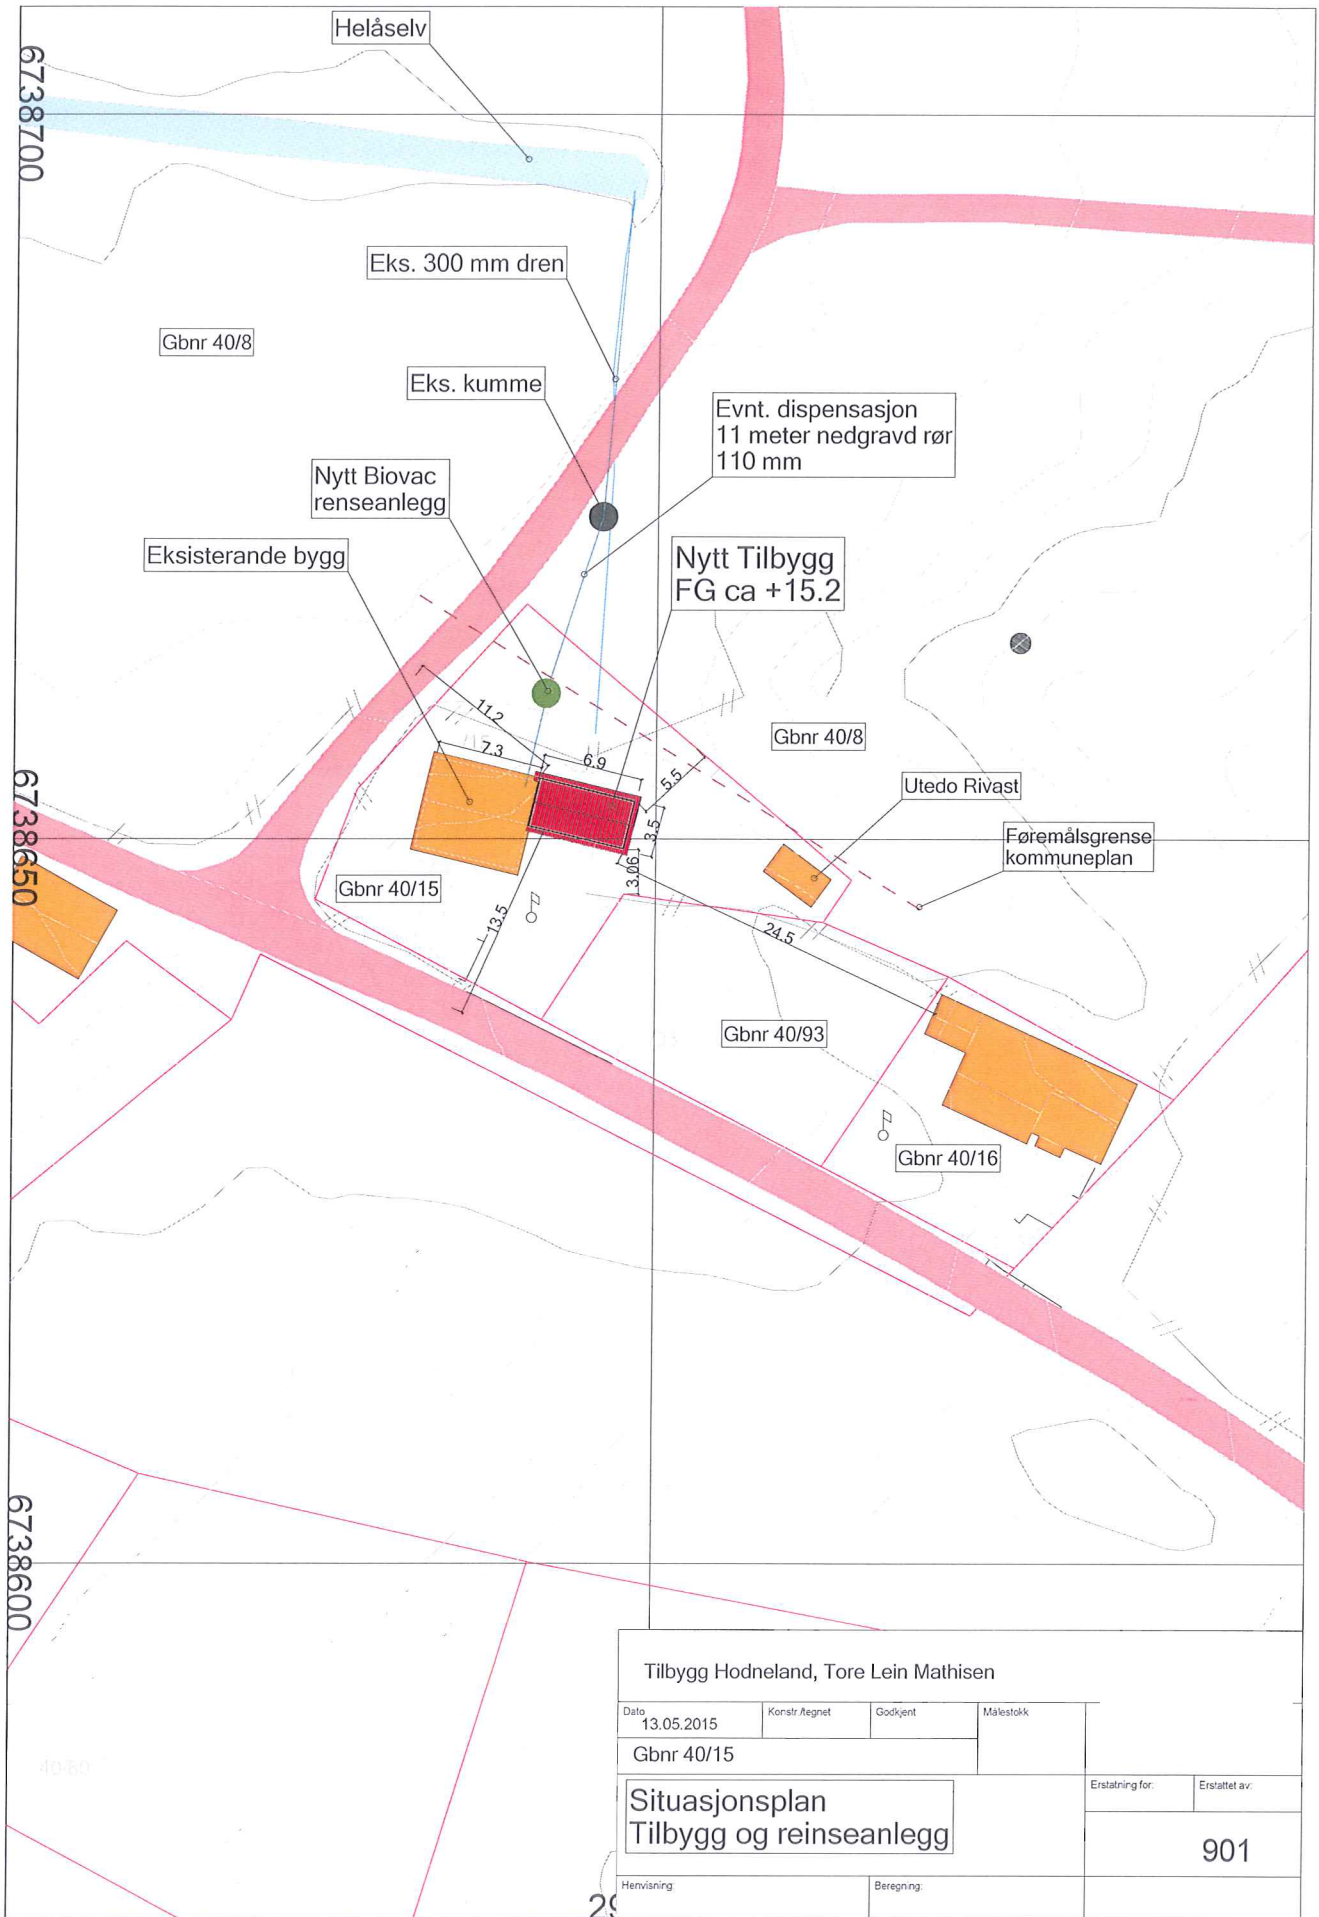 Helåselv
6738700
Eks. 300 mm dren
Gbnr 40/8
Eks. kumme
Evnt. dispensasjon
11 meter nedgravd rør
110 mm
Nytt Biovac
renseanlegg
Eksisterande bygg
Nytt Tilbygg
FG ca +15.2
11.2
7.3
6.9
5.5
Gbnr 40/8
Utedo Rivast
3.5
6738650
Føremålsgrense
kommuneplan
3.06
Gbnr 40/15
13.5
24.5
Gbnr 40/93
Gbnr 40/16
6738600
40/80
Tilbygg Hodneland, Tore Lein Mathisen
Dato
13.05.2015
Konstr./tegnet
Godkjent
Målestokk
Gbnr 40/15
Situasjonsplan
Tilbygg og reinseanlegg
Erstatning for:
Erstattet av:
901
Henvisning:
Beregning: